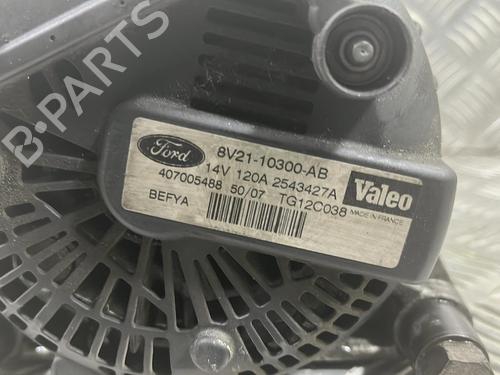 B-PARTS
Ford
8V21-10300-AB
14V 120A 2543427A
407005488 50/07 TG12C038
BEFYA
Valeo
MADE IN FRANCE